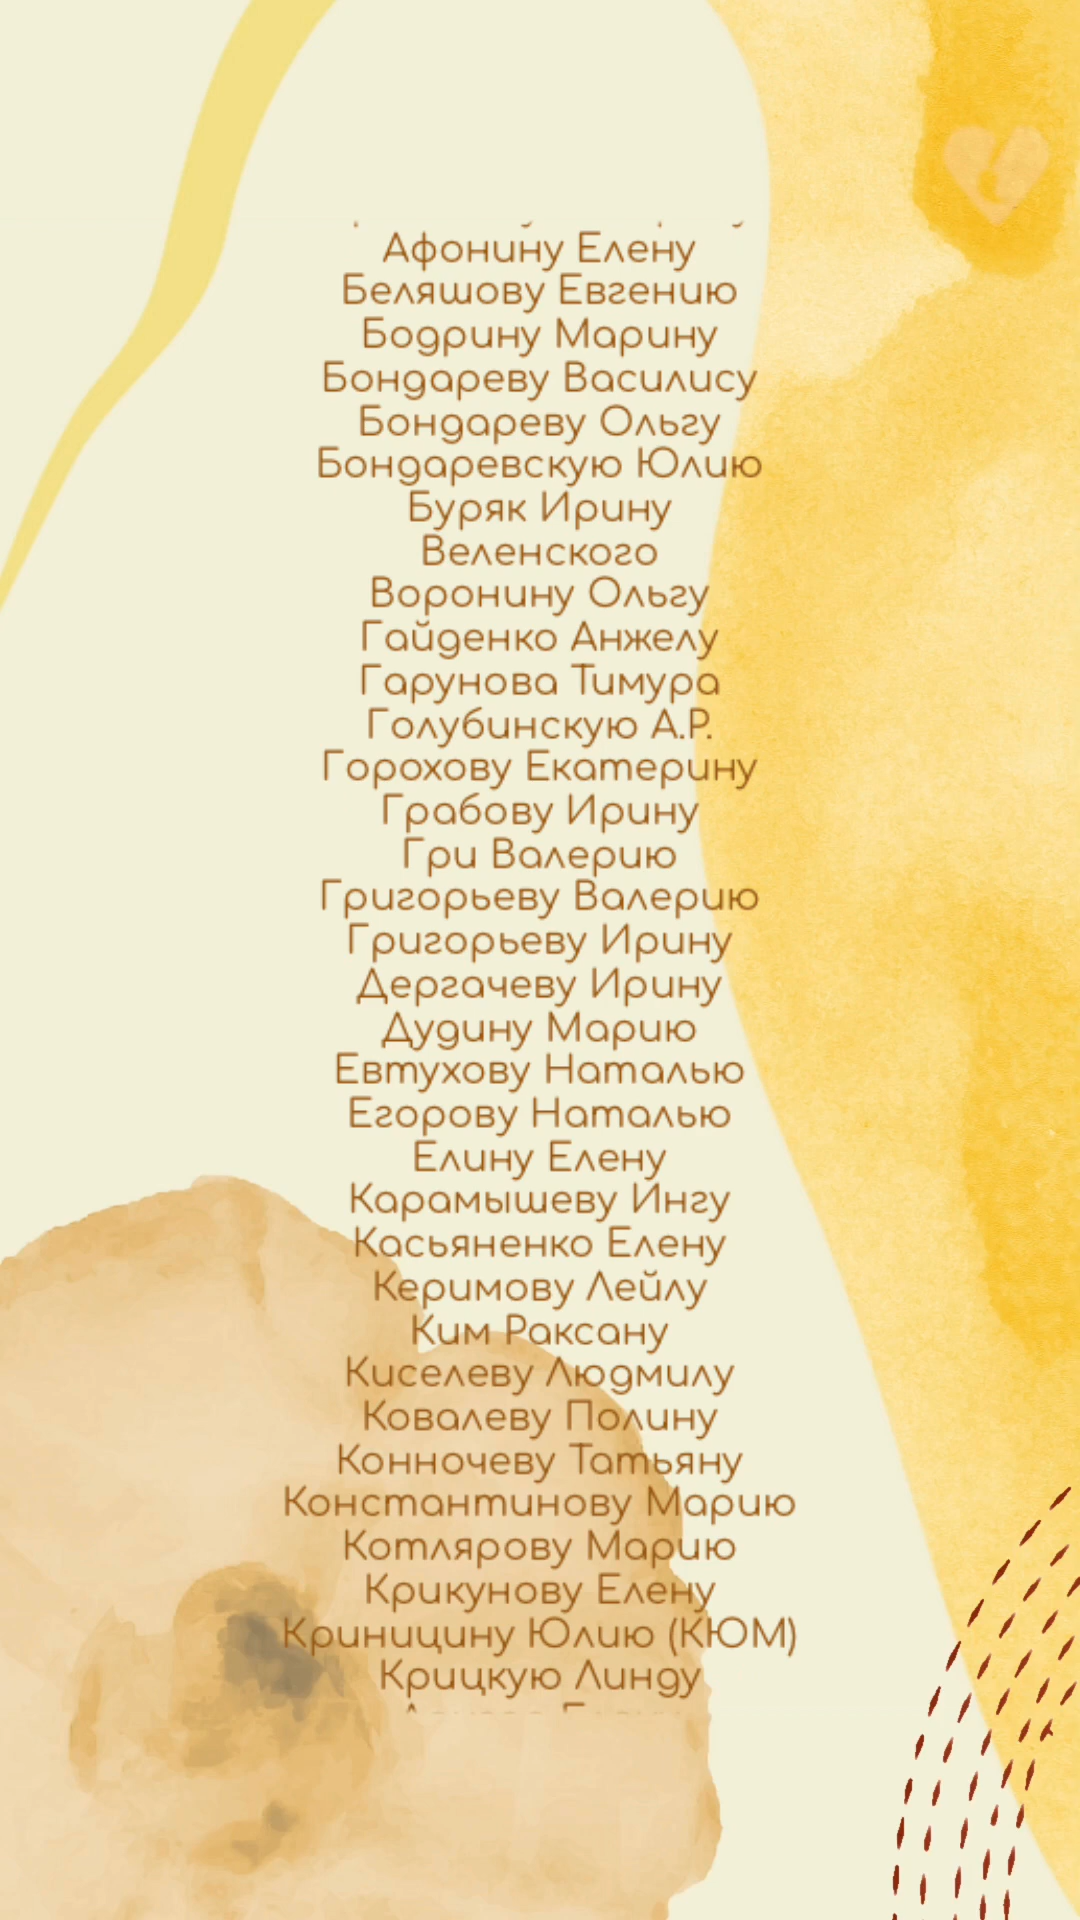 Афонину Елену
Беляшову Евгению
Бодрину Марину
Бондареву Василису
Бондареву Ольгу
Бондаревскую Юлию
Буряк Ирину
Веленского
Воронину Ольгу
Гайденко Анжелу
Гарунова Тимура
Голубинскую А.Р.
Горохову Екатерину
Грабову Ирину
Гри Валерию
Григорьеву Валерию
Григорьеву Ирину
Дергачеву Ирину
Дудину Марию
Евтухову Наталью
Егорову Наталью
Елину Елену
Карамышеву Ингу
Касьяненко Елену
Керимову Лейлу
Ким Раксану
Киселеву Людмилу
Ковалеву Полину
Конночеву Татьяну
Константинову Марию
Котлярову Марию
Крикунову Елену
Криницину Юлию (КЮМ)
Крицкую Линду